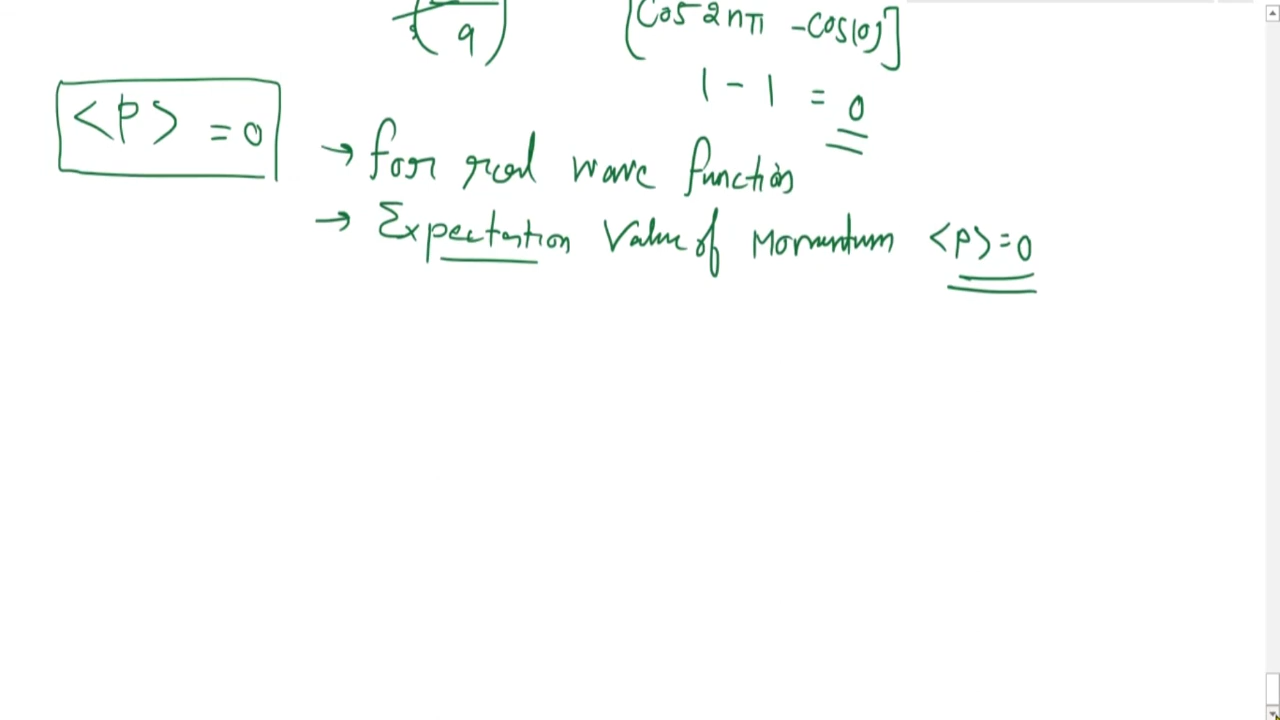 a) [Cos 2nπ - Cos(0)]
1 - 1 = 0
<P> = 0
→ for real wave function
→ Expectation Value of Momentum <P> = 0